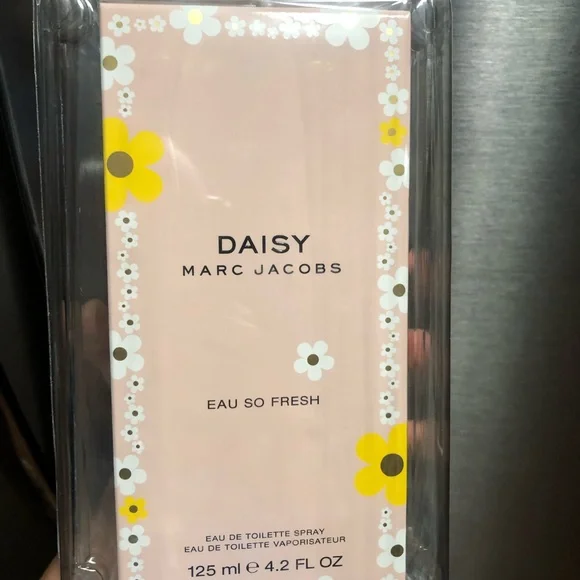 DAISY
MARC JACOBS
EAU SO FRESH
EAU DE TOILETTE SPRAY
EAU DE TOILETTE VAPORISATEUR
125 ml ℮ 4.2 FL OZ